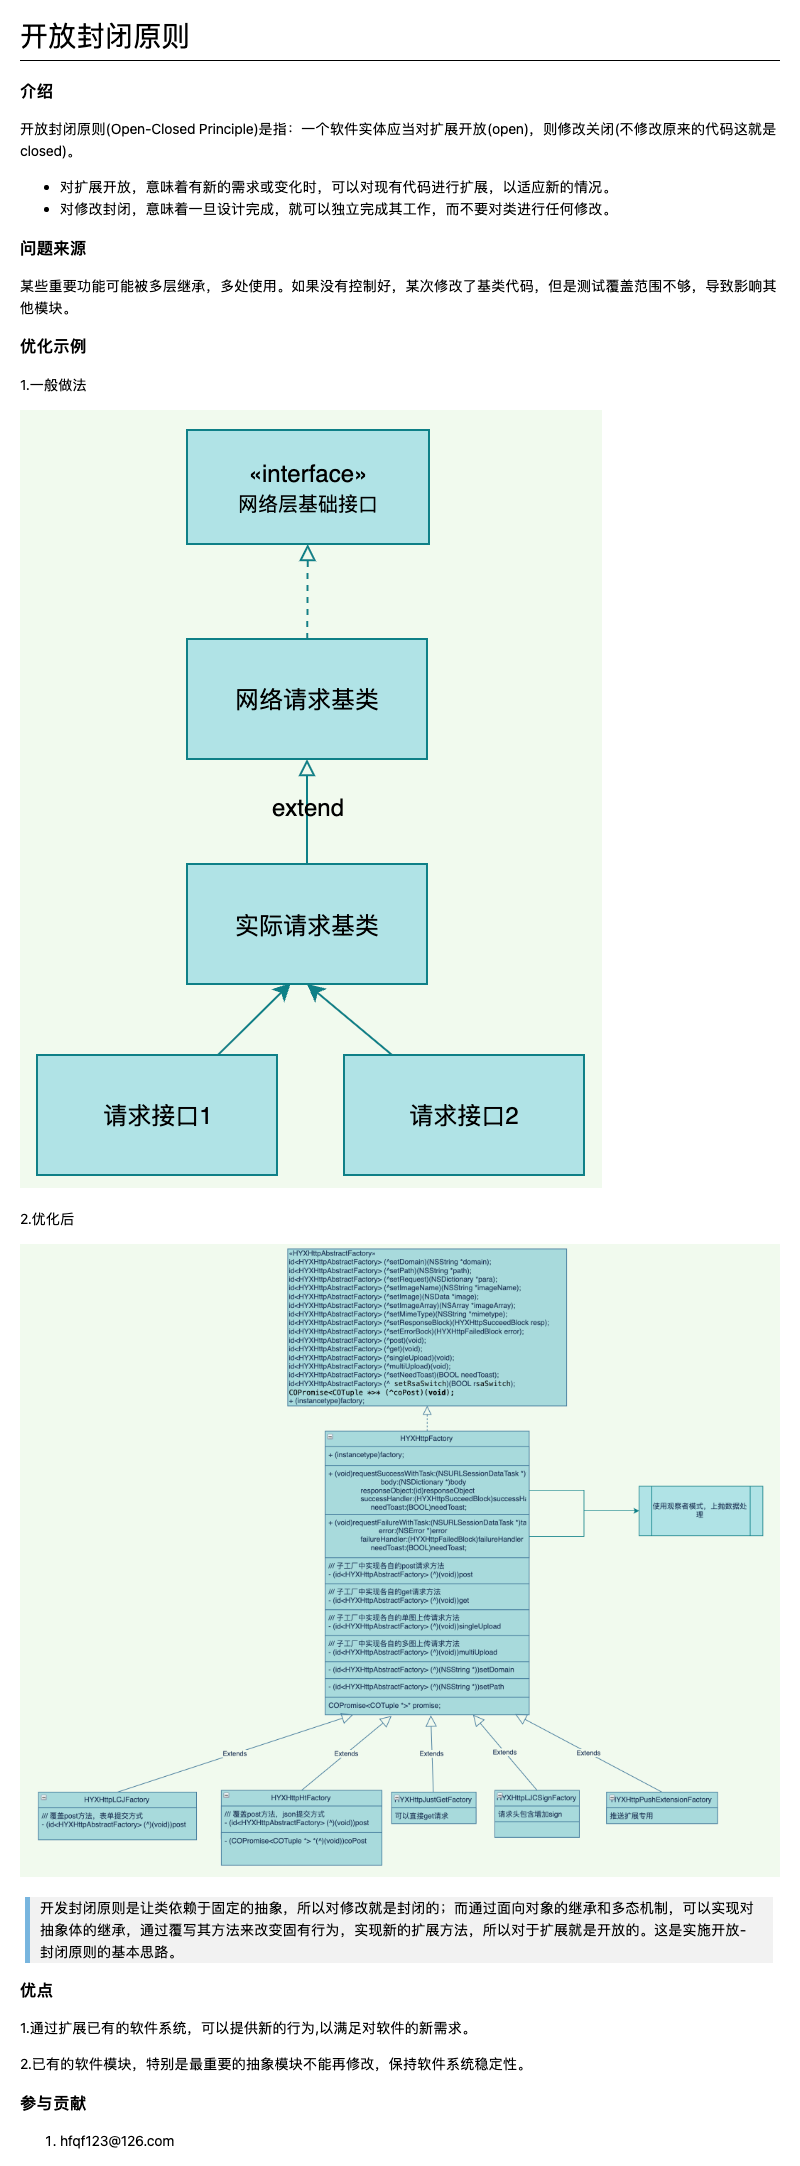 开放封闭原则
介绍
开放封闭原则(Open-Closed Principle)是指：一个软件实体应当对扩展开放(open)，则修改关闭(不修改原来的代码这就是
closed)。
对扩展开放，意味着有新的需求或变化时，可以对现有代码进行扩展，以适应新的情况。
对修改封闭，意味着一旦设计完成，就可以独立完成其工作，而不要对类进行任何修改。
问题来源
某些重要功能可能被多层继承，多处使用。如果没有控制好，某次修改了基类代码，但是测试覆盖范围不够，导致影响其
他模块。
优化示例
1.一般做法
«interface»
网络层基础接口
网络请求基类
extend
实际请求基类
请求接口1
请求接口2
2.优化后
«HYXHttpAbstractFactory»
id<HYXHttpAbstractFactory> (^setDomain)(NSString *domain);
id<HYXHttpAbstractFactory> (^setPath)(NSString *path);
id<HYXHttpAbstractFactory> (^setRequest)(NSDictionary *para);
id<HYXHttpAbstractFactory> (^setImageName)(NSString *imageName);
id<HYXHttpAbstractFactory> (^setImage)(NSData *image);
id<HYXHttpAbstractFactory> (^setImageArray)(NSArray *imageArray);
id<HYXHttpAbstractFactory> (^setMimeType)(NSString *mimetype);
id<HYXHttpAbstractFactory> (^setResponseBlock)(HYXHttpSucceedBlock resp);
id<HYXHttpAbstractFactory> (^setErrorBock)(HYXHttpFailedBlock error);
id<HYXHttpAbstractFactory> (^post)(void);
id<HYXHttpAbstractFactory> (^get)(void);
id<HYXHttpAbstractFactory> (^singleUpload)(void);
id<HYXHttpAbstractFactory> (^multiUpload)(void);
id<HYXHttpAbstractFactory> (^setNeedToast)(BOOL needToast);
id<HYXHttpAbstractFactory> (^ setRsaSwitch)(BOOL rsaSwitch);
COPromise<COTuple *>* (^coPost)(void);
+ (instancetype)factory;
HYXHttpFactory
+ (instancetype)factory;
+ (void)requestSuccessWithTask:(NSURLSessionDataTask *)
body:(NSDictionary *)body
responseObject:(id)responseObject
successHandler:(HYXHttpSucceedBlock)successHa
needToast:(BOOL)needToast;
+ (void)requestFailureWithTask:(NSURLSessionDataTask *)ta
error:(NSError *)error
failureHandler:(HYXHttpFailedBlock)failureHandler
needToast:(BOOL)needToast;
使用观察者模式，上抛数据处
理
/// 子工厂中实现各自的post请求方法
- (id<HYXHttpAbstractFactory> (^)(void))post
/// 子工厂中实现各自的get请求方法
- (id<HYXHttpAbstractFactory> (^)(void))get
/// 子工厂中实现各自的单图上传请求方法
- (id<HYXHttpAbstractFactory> (^)(void))singleUpload
/// 子工厂中实现各自的多图上传请求方法
- (id<HYXHttpAbstractFactory> (^)(void))multiUpload
- (id<HYXHttpAbstractFactory> (^)(NSString *))setDomain
- (id<HYXHttpAbstractFactory> (^)(NSString *))setPath
COPromise<COTuple *>* promise;
Extends
Extends
Extends
Extends
Extends
HYXHttpLCJFactory
/// 覆盖post方法，表单提交方式
- (id<HYXHttpAbstractFactory> (^)(void))post
HYXHttpHtFactory
/// 覆盖post方法，json提交方式
- (id<HYXHttpAbstractFactory> (^)(void))post
- (COPromise<COTuple *> *(^)(void))coPost
HYXHttpJustGetFactory
可以直接get请求
HYXHttpLJCSignFactory
请求头包含增加sign
HYXHttpPushExtensionFactory
推送扩展专用
开发封闭原则是让类依赖于固定的抽象，所以对修改就是封闭的；而通过面向对象的继承和多态机制，可以实现对
抽象体的继承，通过覆写其方法来改变固有行为，实现新的扩展方法，所以对于扩展就是开放的。这是实施开放-
封闭原则的基本思路。
优点
1.通过扩展已有的软件系统，可以提供新的行为,以满足对软件的新需求。
2.已有的软件模块，特别是最重要的抽象模块不能再修改，保持软件系统稳定性。
参与贡献
1. hfqf123@126.com